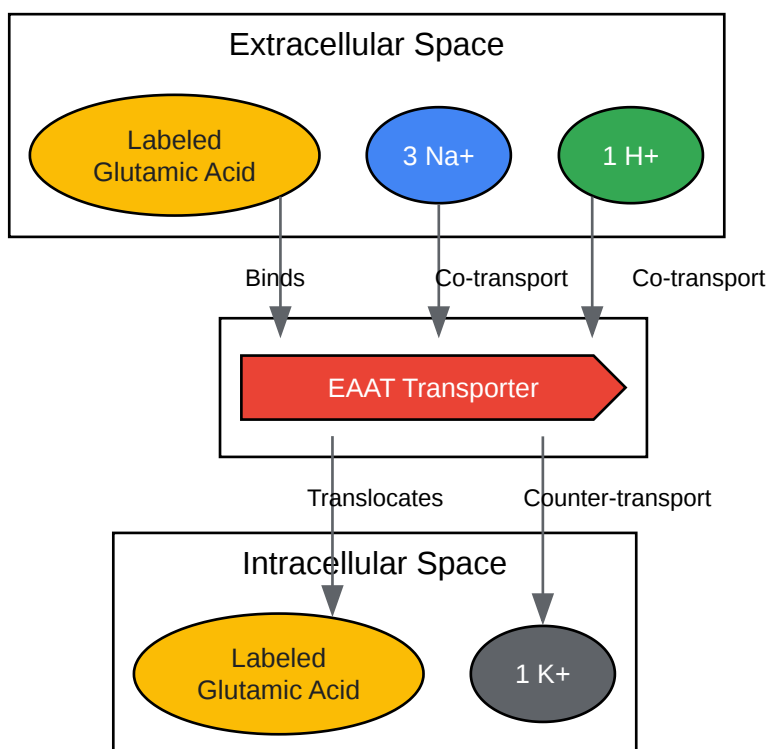 Extracellular Space
Labeled
Glutamic Acid
3 Na+
1 H+
Binds
Co-transport
Co-transport
EAAT Transporter
Translocates
Counter-transport
Intracellular Space
Labeled
Glutamic Acid
1 K+